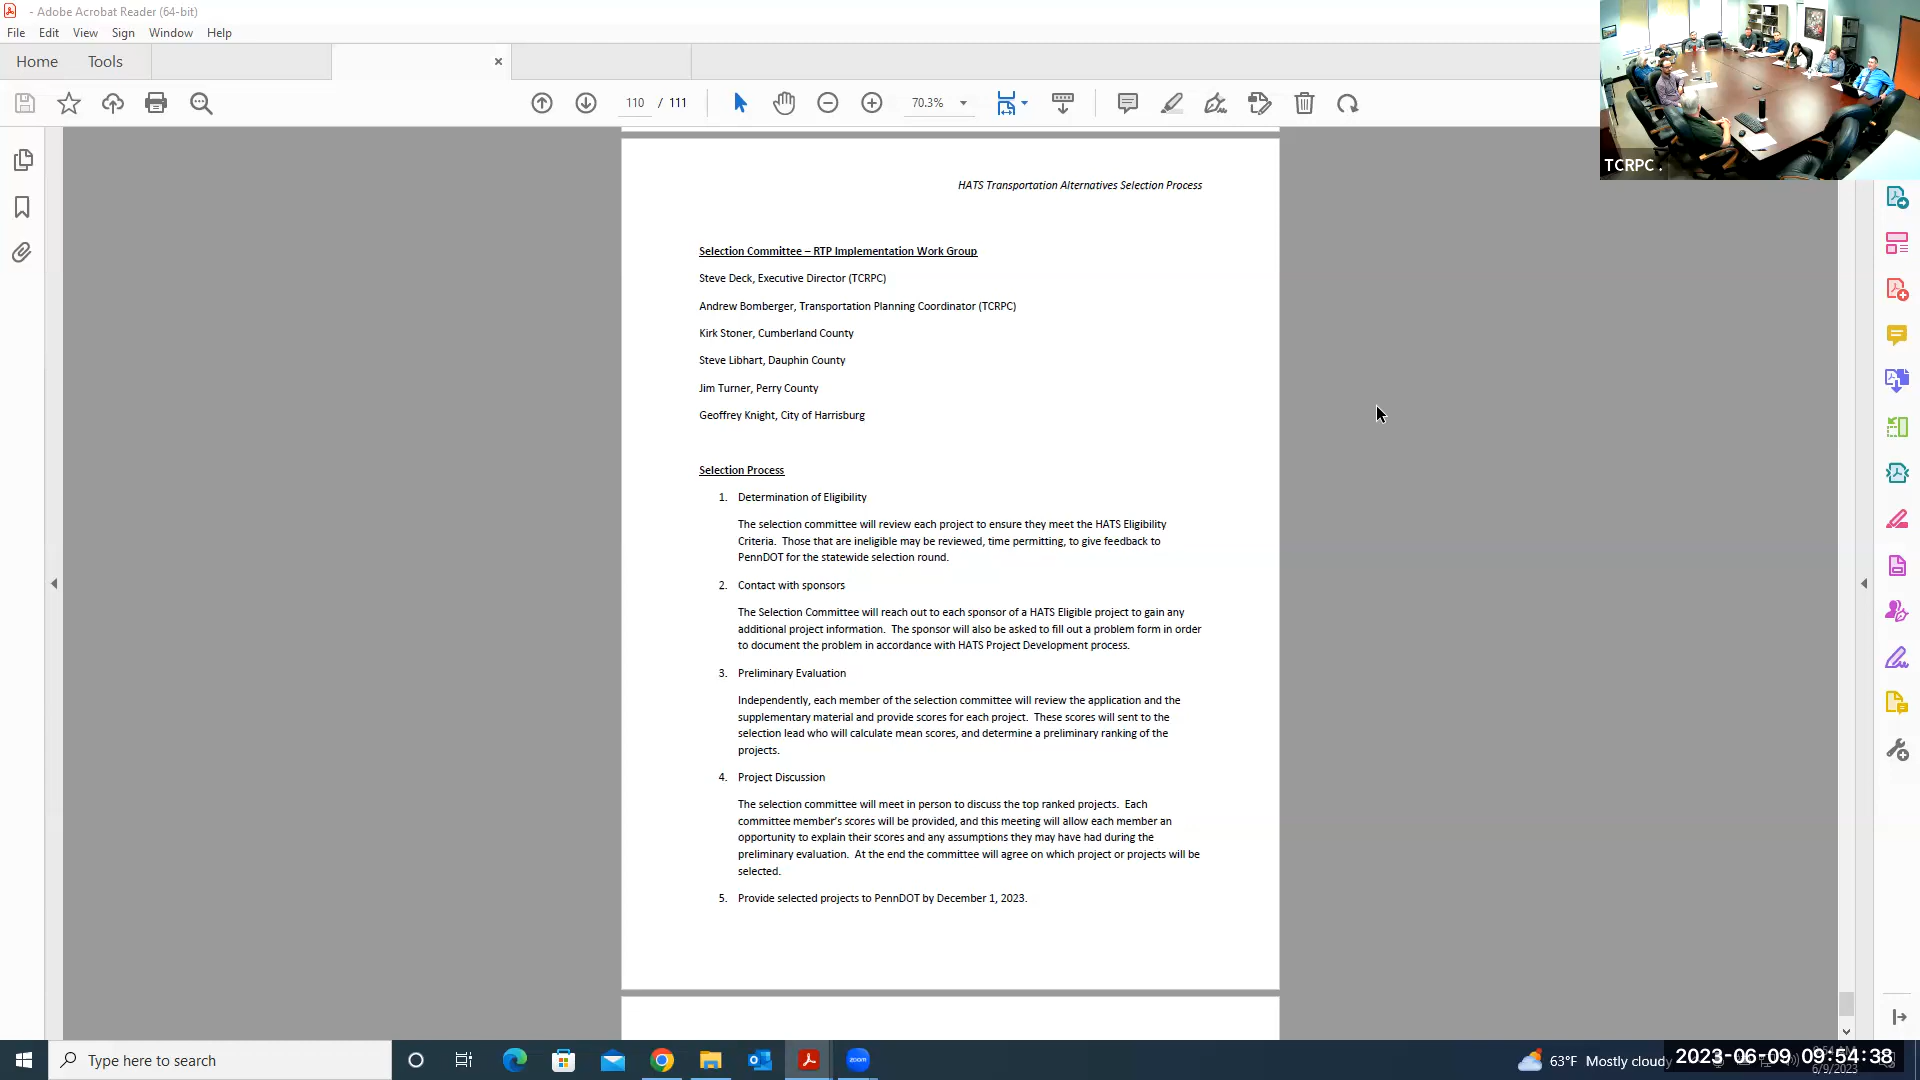 - Adobe Acrobat Reader (64-bit)
File Edit View Sign Window Help
Home Tools
110 / 111
70.3%
TCRPC .
HATS Transportation Alternatives Selection Process
Selection Committee – RTP Implementation Work Group
Steve Deck, Executive Director (TCRPC)
Andrew Bomberger, Transportation Planning Coordinator (TCRPC)
Kirk Stoner, Cumberland County
Steve Libhart, Dauphin County
Jim Turner, Perry County
Geoffrey Knight, City of Harrisburg
Selection Process
1. Determination of Eligibility
The selection committee will review each project to ensure they meet the HATS Eligibility
Criteria. Those that are ineligible may be reviewed, time permitting, to give feedback to
PennDOT for the statewide selection round.
2. Contact with sponsors
The Selection Committee will reach out to each sponsor of a HATS Eligible project to gain any
additional project information. The sponsor will also be asked to fill out a problem form in order
to document the problem in accordance with HATS Project Development process.
3. Preliminary Evaluation
Independently, each member of the selection committee will review the application and the
supplementary material and provide scores for each project. These scores will sent to the
selection lead who will calculate mean scores, and determine a preliminary ranking of the
projects.
4. Project Discussion
The selection committee will meet in person to discuss the top ranked projects. Each
committee member's scores will be provided, and this meeting will allow each member an
opportunity to explain their scores and any assumptions they may have had during the
preliminary evaluation. At the end the committee will agree on which project or projects will be
selected.
5. Provide selected projects to PennDOT by December 1, 2023.
Type here to search
zoom
63°F Mostly cloudy
2023-06-09 09:54:38
6/9/2023